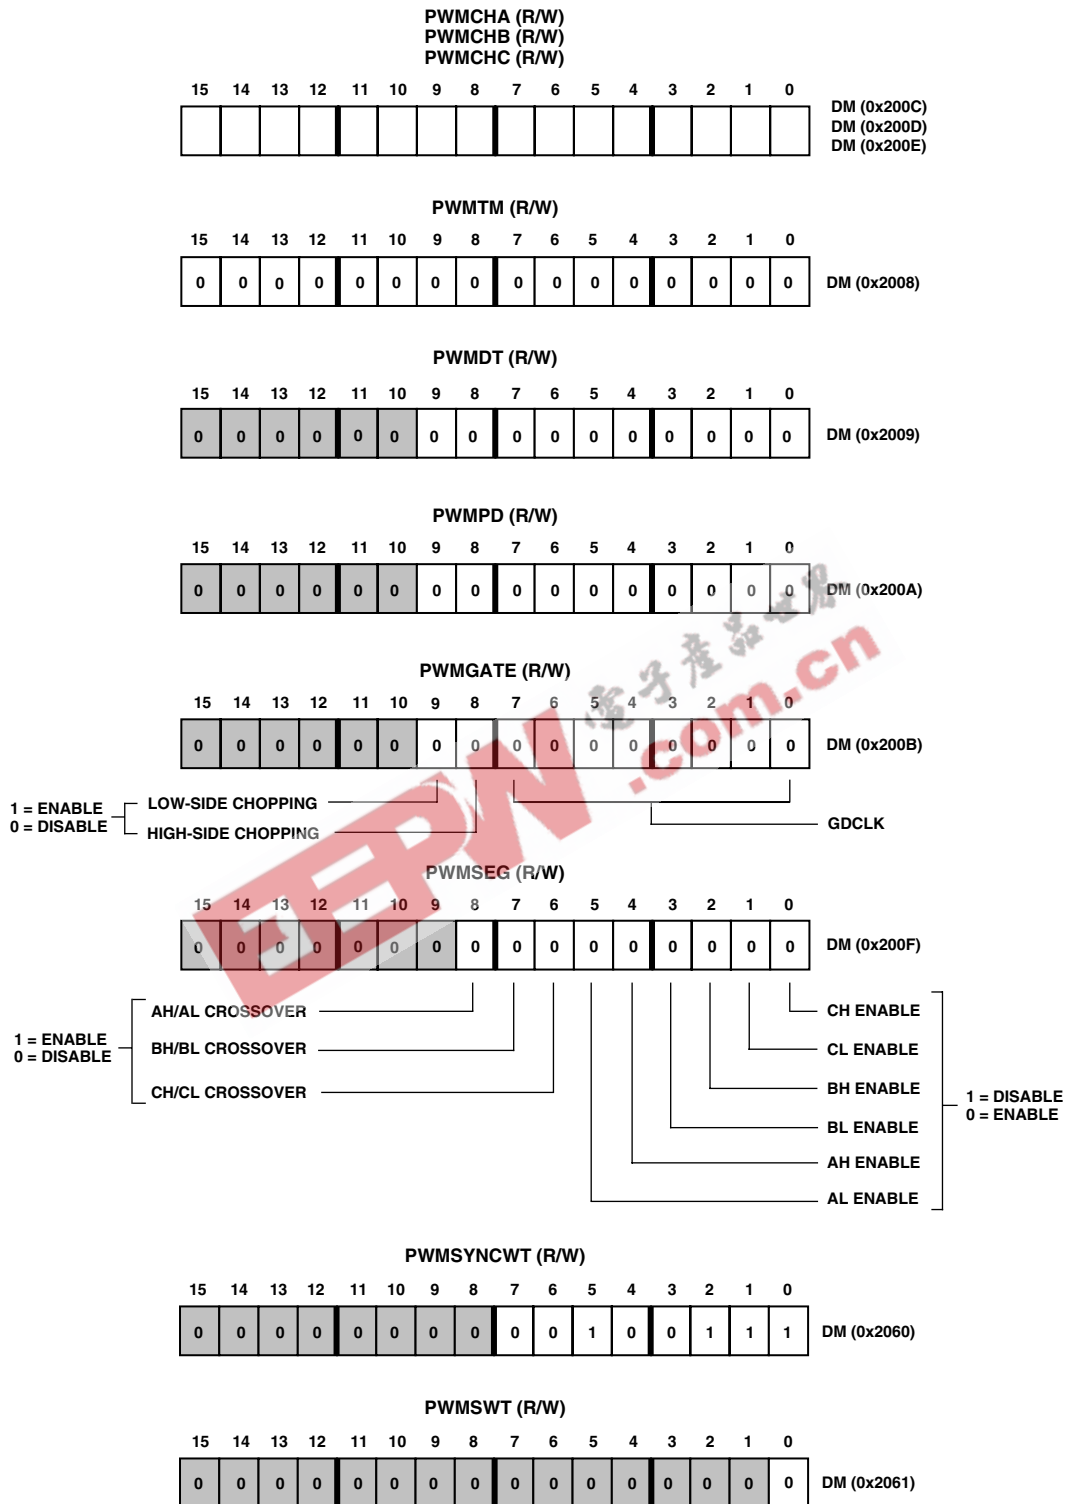 PWMCHA (R/W)
PWMCHB (R/W)
PWMCHC (R/W)
15 14 13 12 11 10 9 8 7 6 5 4 3 2 1 0
DM (0x200C)
DM (0x200D)
DM (0x200E)
PWMTM (R/W)
15 14 13 12 11 10 9 8 7 6 5 4 3 2 1 0
0 0 0 0 0 0 0 0 0 0 0 0 0 0 0 0 DM (0x2008)
PWMDT (R/W)
15 14 13 12 11 10 9 8 7 6 5 4 3 2 1 0
0 0 0 0 0 0 0 0 0 0 0 0 0 0 0 0 DM (0x2009)
PWMPD (R/W)
15 14 13 12 11 10 9 8 7 6 5 4 3 2 1 0
0 0 0 0 0 0 0 0 0 0 0 0 0 0 0 0 DM (0x200A)
PWMGATE (R/W)
15 14 13 12 11 10 9 8 7 6 5 4 3 2 1 0
0 0 0 0 0 0 0 0 0 0 0 0 0 0 0 0 DM (0x200B)
1 = ENABLE
0 = DISABLE
LOW-SIDE CHOPPING
HIGH-SIDE CHOPPING
GDCLK
PWMSEG (R/W)
15 14 13 12 11 10 9 8 7 6 5 4 3 2 1 0
0 0 0 0 0 0 0 0 0 0 0 0 0 0 0 0 DM (0x200F)
1 = ENABLE
0 = DISABLE
AH/AL CROSSOVER
BH/BL CROSSOVER
CH/CL CROSSOVER
CH ENABLE
CL ENABLE
BH ENABLE
BL ENABLE
AH ENABLE
AL ENABLE
1 = DISABLE
0 = ENABLE
PWMSYNCWT (R/W)
15 14 13 12 11 10 9 8 7 6 5 4 3 2 1 0
0 0 0 0 0 0 0 0 0 0 1 0 0 1 1 1 DM (0x2060)
PWMSWT (R/W)
15 14 13 12 11 10 9 8 7 6 5 4 3 2 1 0
0 0 0 0 0 0 0 0 0 0 0 0 0 0 0 0 DM (0x2061)
EEPW.com.cn
電子産品世界